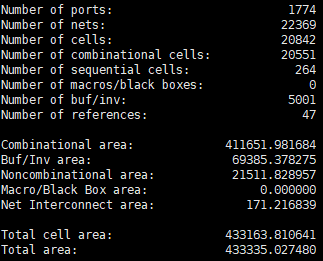 Number of ports: 1774
Number of nets: 22369
Number of cells: 20842
Number of combinational cells: 20551
Number of sequential cells: 264
Number of macros/black boxes: 0
Number of buf/inv: 5001
Number of references: 47
Combinational area: 411651.981684
Buf/Inv area: 69385.378275
Noncombinational area: 21511.828957
Macro/Black Box area: 0.000000
Net Interconnect area: 171.216839
Total cell area: 433163.810641
Total area: 433335.027480